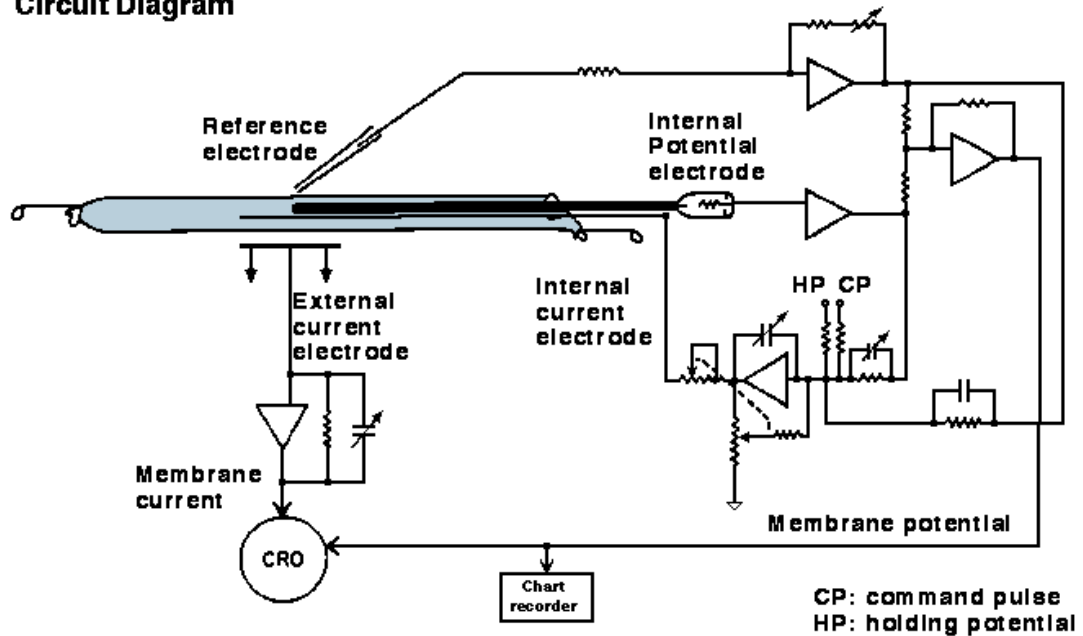 Circuit Diagram
Reference
electrode
Internal
Potential
electrode
HP CP
Internal
current
electrode
External
current
electrode
Membrane
current
Membrane potential
CRO
Chart
recorder
CP: command pulse
HP: holding potential